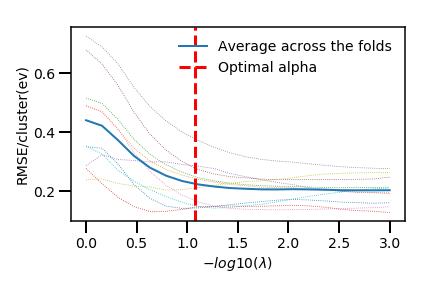 Average across the folds
Optimal alpha
RMSE/cluster(ev)
0.6
0.4
0.2
0.0 0.5 1.0 1.5 2.0 2.5 3.0
−log10(λ)